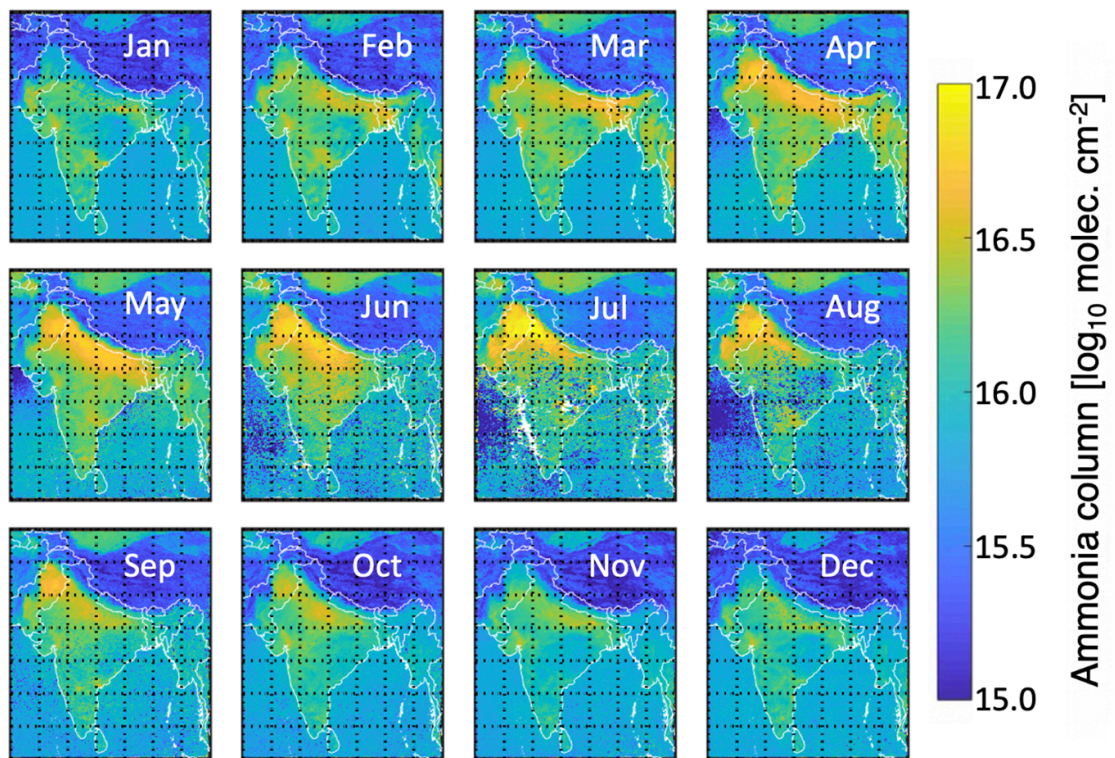 Jan Feb Mar Apr
May Jun Jul Aug
Sep Oct Nov Dec
17.0
16.5
16.0
15.5
15.0
Ammonia column [log₁₀ molec. cm⁻²]